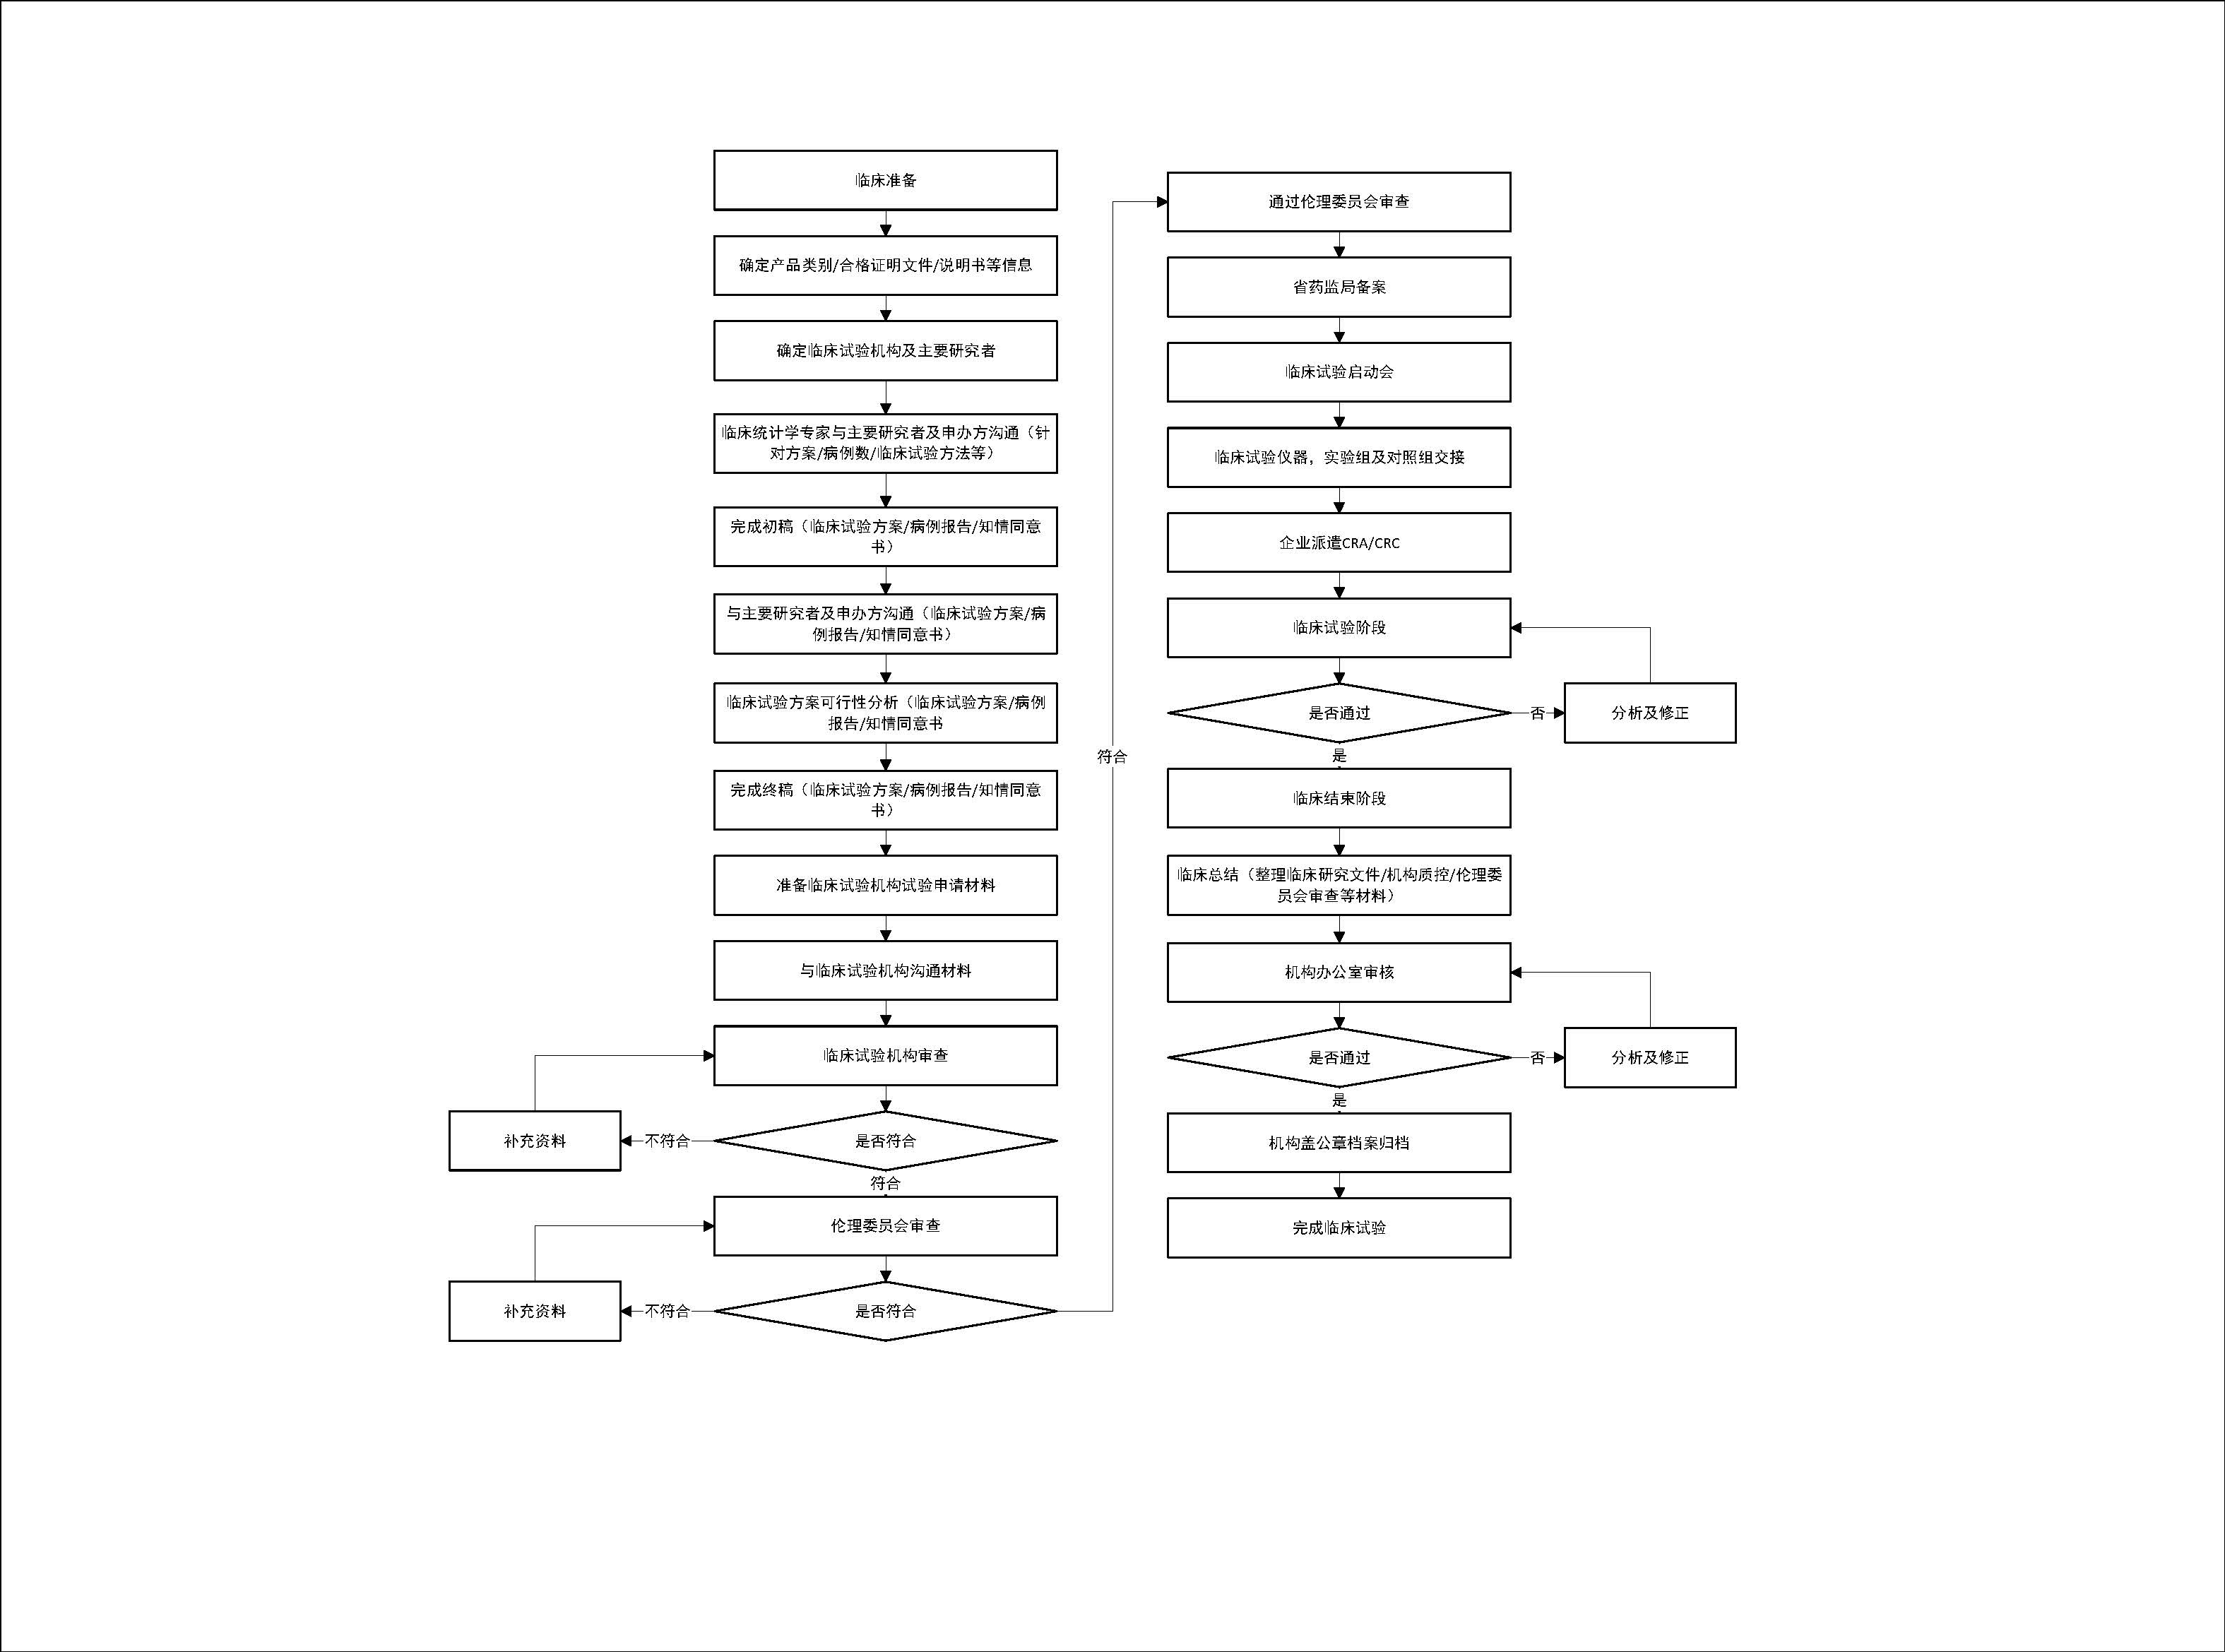 临床准备
确定产品类别/合格证明文件/说明书等信息
确定临床试验机构及主要研究者
临床统计学专家与主要研究者及申办方沟通（针
对方案/病例数/临床试验方法等）
完成初稿（临床试验方案/病例报告/知情同意
书）
与主要研究者及申办方沟通（临床试验方案/病
例报告/知情同意书）
临床试验方案可行性分析（临床试验方案/病例
报告/知情同意书
完成终稿（临床试验方案/病例报告/知情同意
书）
准备临床试验机构试验申请材料
与临床试验机构沟通材料
临床试验机构审查
是否符合
不符合
补充资料
符合
伦理委员会审查
是否符合
不符合
补充资料
符合
通过伦理委员会审查
省药监局备案
临床试验启动会
临床试验仪器，实验组及对照组交接
企业派遣CRA/CRC
临床试验阶段
是否通过
否
分析及修正
是
临床结束阶段
临床总结（整理临床研究文件/机构质控/伦理委
员会审查等材料）
机构办公室审核
是否通过
否
分析及修正
是
机构盖公章档案归档
完成临床试验